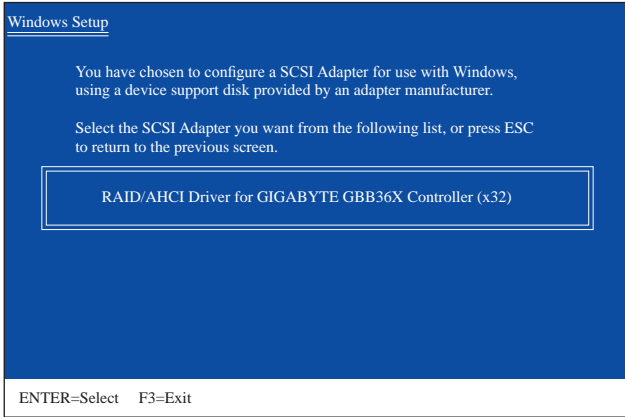 Windows Setup
You have chosen to configure a SCSI Adapter for use with Windows,
using a device support disk provided by an adapter manufacturer.
Select the SCSI Adapter you want from the following list, or press ESC
to return to the previous screen.
RAID/AHCI Driver for GIGABYTE GBB36X Controller (x32)
ENTER=Select F3=Exit